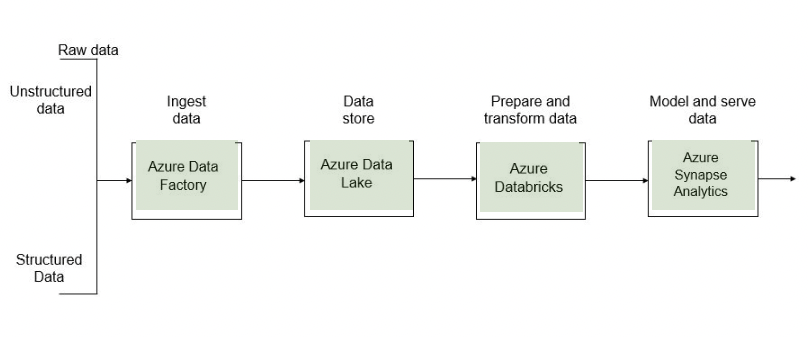 Raw data
Unstructured
data
Structured
Data
Ingest
data
Azure Data
Factory
Data
store
Azure Data
Lake
Prepare and
transform data
Azure
Databricks
Model and serve
data
Azure
Synapse
Analytics